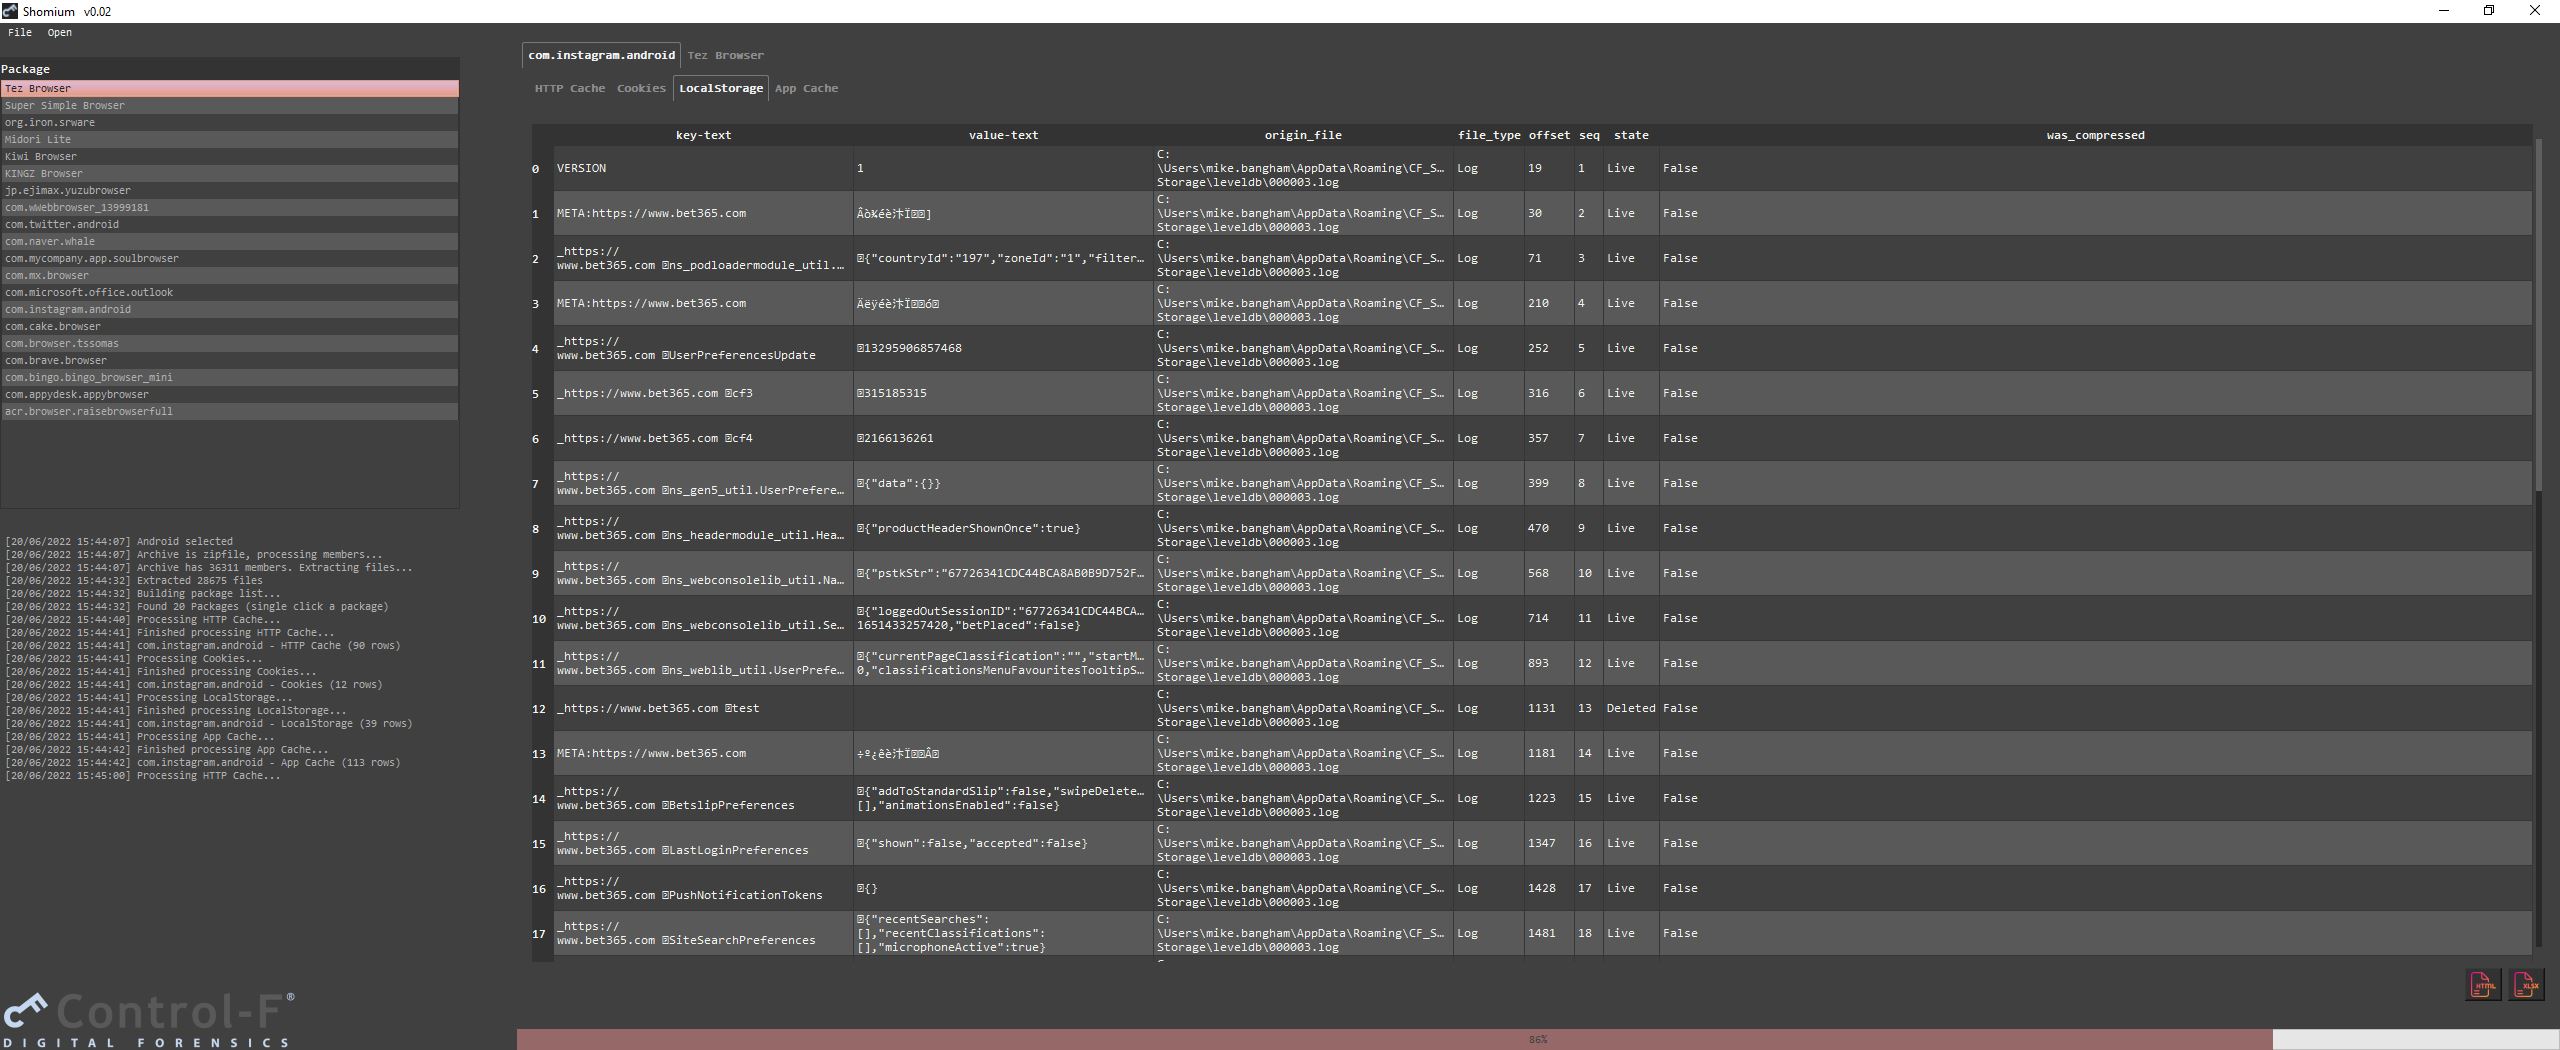 Shomium v0.02
File Open
Package
Tez Browser
Super Simple Browser
org.iron.srware
Midori Lite
Kiwi Browser
KINGZ Browser
jp.ejimax.yuzubrowser
com.wWebbrowser_13999181
com.twitter.android
com.naver.whale
com.mycompany.app.soulbrowser
com.mx.browser
com.microsoft.office.outlook
com.instagram.android
com.cake.browser
com.browser.tssomas
com.brave.browser
com.bingo.bingo_browser_mini
com.appydesk.appybrowser
acr.browser.raisebrowserfull
[20/06/2022 15:44:07] Android selected
[20/06/2022 15:44:07] Archive is zipfile, processing members...
[20/06/2022 15:44:07] Archive has 36311 members. Extracting files...
[20/06/2022 15:44:32] Extracted 28675 files
[20/06/2022 15:44:32] Building package list...
[20/06/2022 15:44:32] Found 20 Packages (single click a package)
[20/06/2022 15:44:40] Processing HTTP Cache...
[20/06/2022 15:44:41] Finished processing HTTP Cache...
[20/06/2022 15:44:41] com.instagram.android - HTTP Cache (90 rows)
[20/06/2022 15:44:41] Processing Cookies...
[20/06/2022 15:44:41] Finished processing Cookies...
[20/06/2022 15:44:41] com.instagram.android - Cookies (12 rows)
[20/06/2022 15:44:41] Processing LocalStorage...
[20/06/2022 15:44:41] Finished processing LocalStorage...
[20/06/2022 15:44:41] com.instagram.android - LocalStorage (39 rows)
[20/06/2022 15:44:41] Processing App Cache...
[20/06/2022 15:44:42] Finished processing App Cache...
[20/06/2022 15:44:42] com.instagram.android - App Cache (113 rows)
[20/06/2022 15:45:00] Processing HTTP Cache...
Control-F®
DIGITAL FORENSICS
com.instagram.android Tez Browser
HTTP Cache Cookies LocalStorage App Cache
key-text value-text origin_file file_type offset seq state was_compressed
C:
0 VERSION 1 \Users\mike.bangham\AppData\Roaming\CF_S… Log 19 1 Live False
Storage\leveldb\000003.log
C:
1 META:https://www.bet365.com \Users\mike.bangham\AppData\Roaming\CF_S… Log 30 2 Live False
Storage\leveldb\000003.log
_https:// C:
2 www.bet365.com ns_podloadermodule_util.… {"countryId":"197","zoneId":"1","filter… \Users\mike.bangham\AppData\Roaming\CF_S… Log 71 3 Live False
Storage\leveldb\000003.log
C:
3 META:https://www.bet365.com \Users\mike.bangham\AppData\Roaming\CF_S… Log 210 4 Live False
Storage\leveldb\000003.log
_https:// C:
4 www.bet365.com UserPreferencesUpdate 13295906857468 \Users\mike.bangham\AppData\Roaming\CF_S… Log 252 5 Live False
Storage\leveldb\000003.log
C:
5 _https://www.bet365.com cf3 315185315 \Users\mike.bangham\AppData\Roaming\CF_S… Log 316 6 Live False
Storage\leveldb\000003.log
C:
6 _https://www.bet365.com cf4 2166136261 \Users\mike.bangham\AppData\Roaming\CF_S… Log 357 7 Live False
Storage\leveldb\000003.log
_https:// C:
7 www.bet365.com ns_gen5_util.UserPrefere… {"data":{}} \Users\mike.bangham\AppData\Roaming\CF_S… Log 399 8 Live False
Storage\leveldb\000003.log
_https:// C:
8 www.bet365.com ns_headermodule_util.Hea… {"productHeaderShownOnce":true} \Users\mike.bangham\AppData\Roaming\CF_S… Log 470 9 Live False
Storage\leveldb\000003.log
_https:// C:
9 www.bet365.com ns_webconsolelib_util.Na… {"pstkStr":"67726341CDC44BCA8AB0B9D752F… \Users\mike.bangham\AppData\Roaming\CF_S… Log 568 10 Live False
Storage\leveldb\000003.log
_https:// {"loggedOutSessionID":"67726341CDC44BCA… C:
10 www.bet365.com ns_webconsolelib_util.Se… 1651433257420,"betPlaced":false} \Users\mike.bangham\AppData\Roaming\CF_S… Log 714 11 Live False
Storage\leveldb\000003.log
_https:// {"currentPageClassification":"","startM… C:
11 www.bet365.com ns_weblib_util.UserPrefe… 0,"classificationsMenuFavouritesTooltipS… \Users\mike.bangham\AppData\Roaming\CF_S… Log 893 12 Live False
Storage\leveldb\000003.log
C:
12 _https://www.bet365.com test \Users\mike.bangham\AppData\Roaming\CF_S… Log 1131 13 Deleted False
Storage\leveldb\000003.log
C:
13 META:https://www.bet365.com \Users\mike.bangham\AppData\Roaming\CF_S… Log 1181 14 Live False
Storage\leveldb\000003.log
_https:// {"addToStandardSlip":false,"swipeDelete… C:
14 www.bet365.com BetslipPreferences [],"animationsEnabled":false} \Users\mike.bangham\AppData\Roaming\CF_S… Log 1223 15 Live False
Storage\leveldb\000003.log
_https:// C:
15 www.bet365.com LastLoginPreferences {"shown":false,"accepted":false} \Users\mike.bangham\AppData\Roaming\CF_S… Log 1347 16 Live False
Storage\leveldb\000003.log
_https:// C:
16 www.bet365.com PushNotificationTokens {} \Users\mike.bangham\AppData\Roaming\CF_S… Log 1428 17 Live False
Storage\leveldb\000003.log
_https:// {"recentSearches": C:
17 www.bet365.com SiteSearchPreferences [],"recentClassifications": \Users\mike.bangham\AppData\Roaming\CF_S… Log 1481 18 Live False
[],"microphoneActive":true} Storage\leveldb\000003.log
HTML XLSX
86%